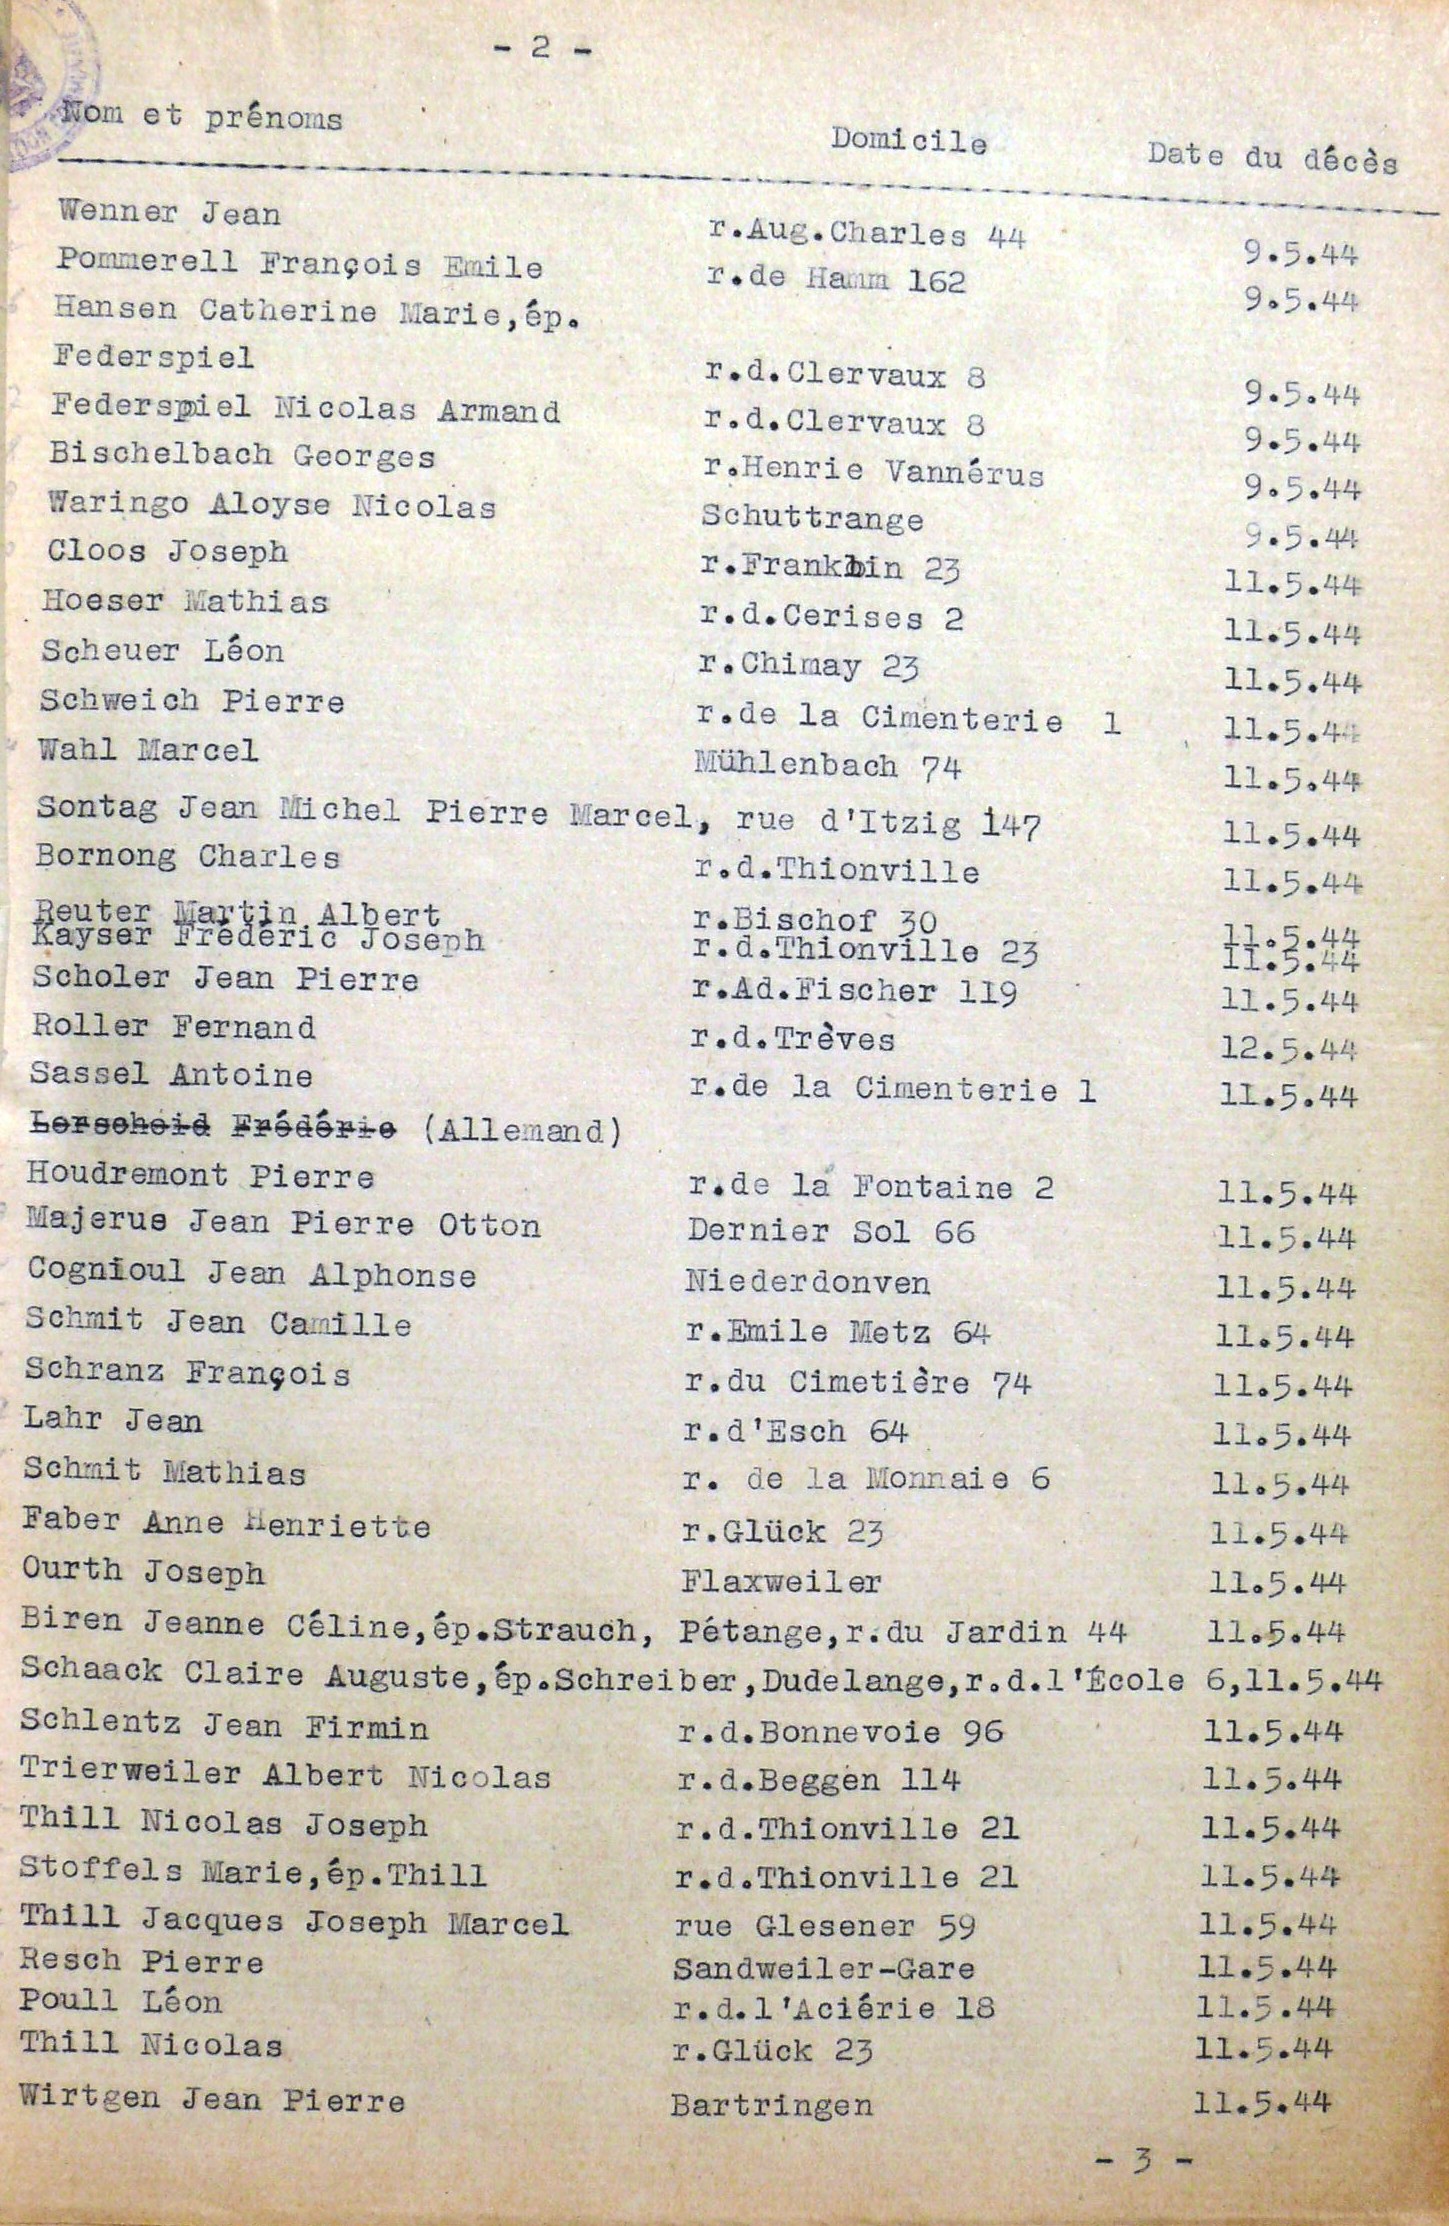 - 2 -
Nom et prénoms Domicile Date du décès
Wenner Jean r.Aug.Charles 44 9.5.44
Pommerell François Emile r.de Hamm 162 9.5.44
Hansen Catherine Marie,ép.
Federspiel r.d.Clervaux 8 9.5.44
Federspiel Nicolas Armand r.d.Clervaux 8 9.5.44
Bischelbach Georges r.Henrie Vannérus 9.5.44
Waringo Aloyse Nicolas Schuttrange 9.5.44
Cloos Joseph r.Franklin 23 11.5.44
Hoeser Mathias r.d.Cerises 2 11.5.44
Scheuer Léon r.Chimay 23 11.5.44
Schweich Pierre r.de la Cimenterie 1 11.5.44
Wahl Marcel Mühlenbach 74 11.5.44
Sontag Jean Michel Pierre Marcel, rue d'Itzig 147 11.5.44
Bornong Charles r.d.Thionville 11.5.44
Reuter Martin Albert r.Bischof 30 11.5.44
Kayser Frédéric Joseph r.d.Thionville 23 11.5.44
Scholer Jean Pierre r.Ad.Fischer 119 11.5.44
Roller Fernand r.d.Trèves 12.5.44
Sassel Antoine r.de la Cimenterie 1 11.5.44
Lerscheid Frédéric (Allemand)
Houdremont Pierre r.de la Fontaine 2 11.5.44
Majerus Jean Pierre Otton Dernier Sol 66 11.5.44
Cognioul Jean Alphonse Niederdonven 11.5.44
Schmit Jean Camille r.Emile Metz 64 11.5.44
Schranz François r.du Cimetière 74 11.5.44
Lahr Jean r.d'Esch 64 11.5.44
Schmit Mathias r. de la Monnaie 6 11.5.44
Faber Anne Henriette r.Glück 23 11.5.44
Ourth Joseph Flaxweiler 11.5.44
Biren Jeanne Céline,ép.Strauch, Pétange,r.du Jardin 44 11.5.44
Schaack Claire Auguste,ép.Schreiber,Dudelange,r.d.l'École 6,11.5.44
Schlentz Jean Firmin r.d.Bonnevoie 96 11.5.44
Trierweiler Albert Nicolas r.d.Beggen 114 11.5.44
Thill Nicolas Joseph r.d.Thionville 21 11.5.44
Stoffels Marie,ép.Thill r.d.Thionville 21 11.5.44
Thill Jacques Joseph Marcel rue Glesener 59 11.5.44
Resch Pierre Sandweiler-Gare 11.5.44
Poull Léon r.d.l'Aciérie 18 11.5.44
Thill Nicolas r.Glück 23 11.5.44
Wirtgen Jean Pierre Bartringen 11.5.44
- 3 -